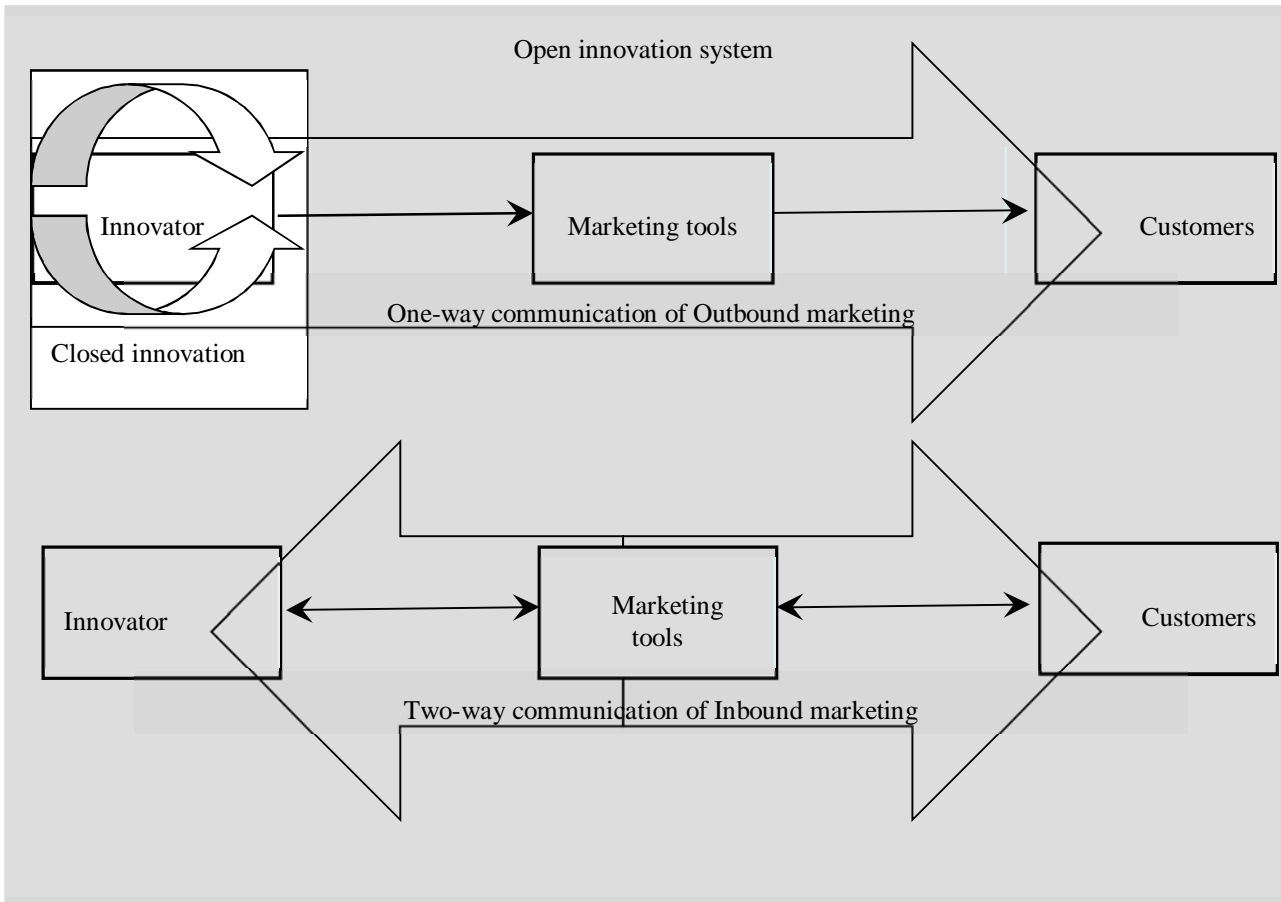 Open innovation system
Innovator
Marketing tools
Customers
One-way communication of Outbound marketing
Closed innovation
Innovator
Marketing
tools
Customers
Two-way communication of Inbound marketing